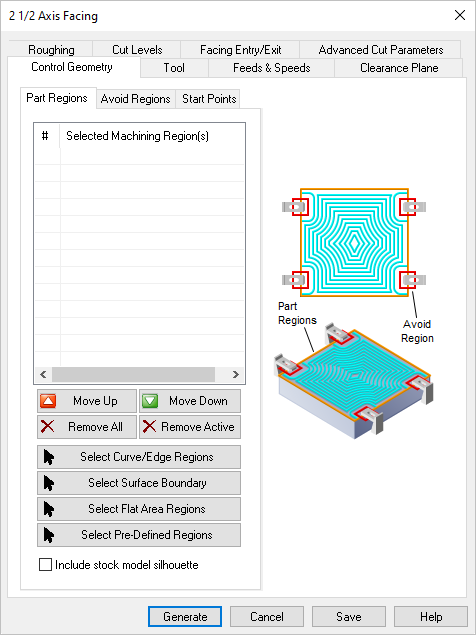 2 1/2 Axis Facing
Roughing Cut Levels Facing Entry/Exit Advanced Cut Parameters
Control Geometry Tool Feeds & Speeds Clearance Plane
Part Regions Avoid Regions Start Points
# Selected Machining Region(s)
Part
Regions
Avoid
Region
Move Up Move Down
Remove All Remove Active
Select Curve/Edge Regions
Select Surface Boundary
Select Flat Area Regions
Select Pre-Defined Regions
Include stock model silhouette
Generate Cancel Save Help